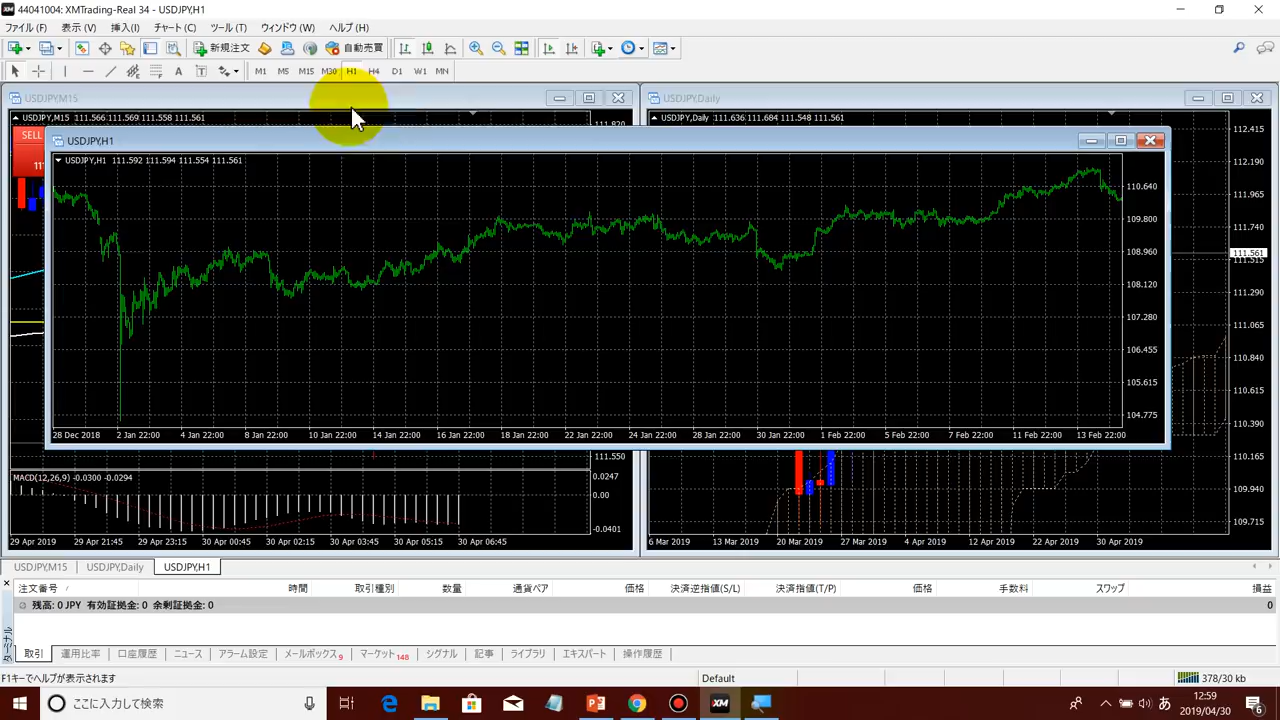 44041004: XMTrading-Real 34 - USDJPY,H1
ファイル (F) 表示 (V) 挿入(I) チャート(C) ツール (T) ウィンドウ (W) ヘルプ (H)
新規注文 自動売買
A T M1 M5 M15 M30 H1 H4 D1 W1 MN
USDJPY,M15
USDJPY,Daily
USDJPY,M15 111.566 111.569 111.558 111.561
111.820
USDJPY,Daily 111.636 111.684 111.548 111.561
112.415
SELL
USDJPY,H1
USDJPY,H1 111.592 111.594 111.554 111.561
112.190
110.640
111.965
109.800
111.740
108.960
111.561
111.515
108.120
111.290
107.280
111.065
106.455
110.840
105.615
110.615
104.775
110.390
28 Dec 2018 2 Jan 22:00 4 Jan 22:00 8 Jan 22:00 10 Jan 22:00 14 Jan 22:00 16 Jan 22:00 18 Jan 22:00 22 Jan 22:00 24 Jan 22:00 28 Jan 22:00 30 Jan 22:00 1 Feb 22:00 5 Feb 22:00 7 Feb 22:00 11 Feb 22:00 13 Feb 22:00
111.550
110.165
MACD(12,26,9) -0.0300 -0.0294
0.0247
0.00
109.940
-0.0401
109.715
29 Apr 2019 29 Apr 21:45 29 Apr 23:15 30 Apr 00:45 30 Apr 02:15 30 Apr 03:45 30 Apr 05:15 30 Apr 06:45
6 Mar 2019 13 Mar 2019 20 Mar 2019 27 Mar 2019 4 Apr 2019 12 Apr 2019 22 Apr 2019 30 Apr 2019
USDJPY,M15 USDJPY,Daily USDJPY,H1
注文番号 / 時間 取引種別 数量 通貨ペア 価格 決済逆指値(S/L) 決済指値(T/P) 価格 手数料 スワップ 損益
残高: 0 JPY 有効証拠金: 0 余剰証拠金: 0 0
ターミナル
取引 運用比率 口座履歴 ニュース アラーム設定 メールボックス9 マーケット148 シグナル 記事 ライブラリ エキスパート 操作履歴
F1キーでヘルプが表示されます Default 378/30 kb
ここに入力して検索
XM
あ
12:59
2019/04/30
6